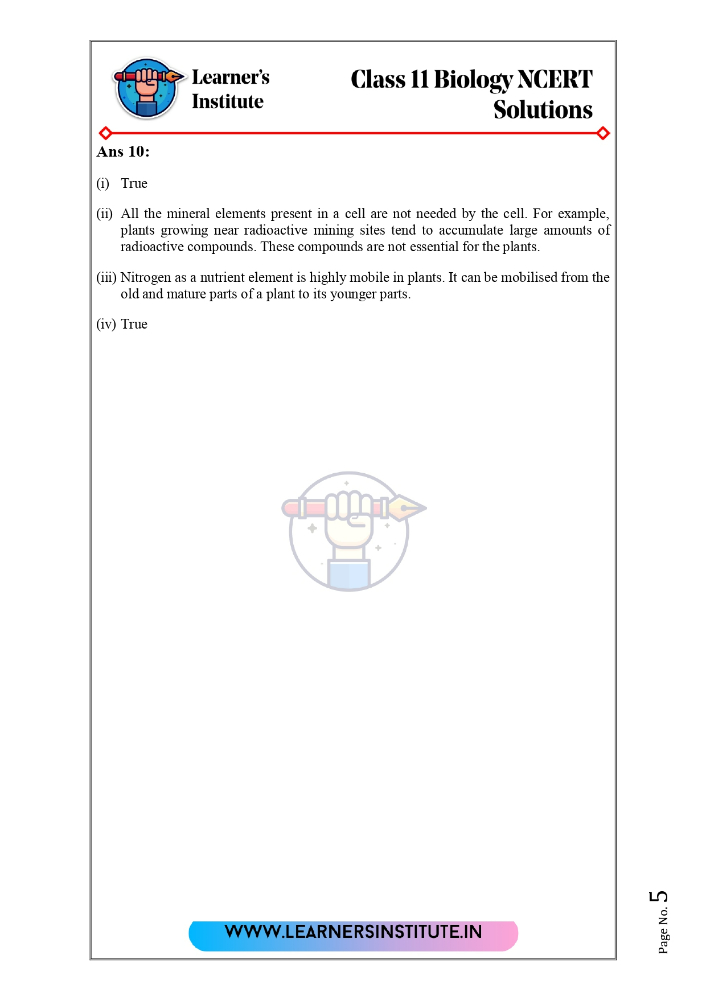 Learner's
Institute
Class 11 Biology NCERT
Solutions
Ans 10:
(i) True
(ii) All the mineral elements present in a cell are not needed by the cell. For example,
plants growing near radioactive mining sites tend to accumulate large amounts of
radioactive compounds. These compounds are not essential for the plants.
(iii) Nitrogen as a nutrient element is highly mobile in plants. It can be mobilised from the
old and mature parts of a plant to its younger parts.
(iv) True
WWW.LEARNERSINSTITUTE.IN
Page No. 5